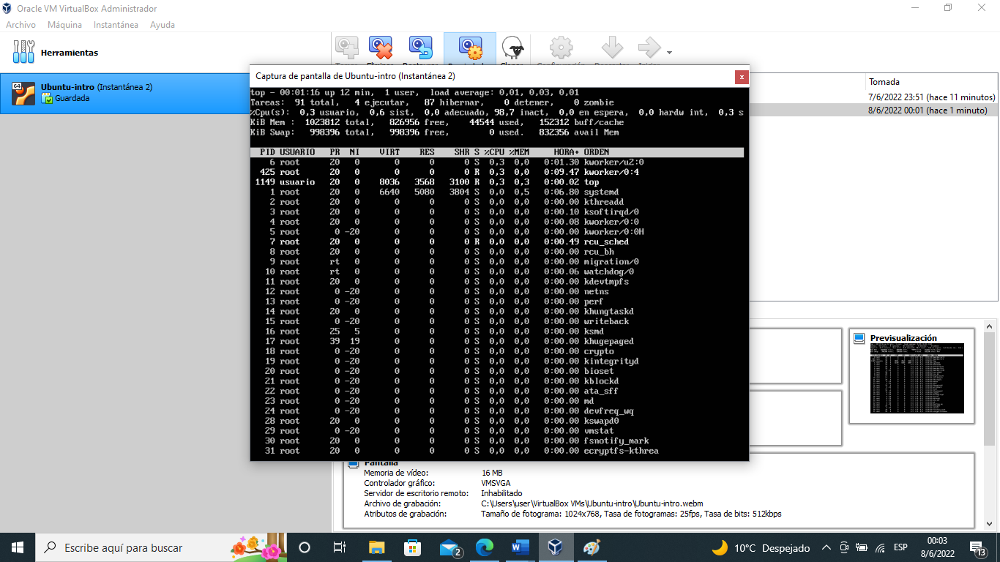 Oracle VM VirtualBox Administrador
Archivo Máquina Instantánea Ayuda
Herramientas
Ubuntu-intro (Instantánea 2)
Guardada
Tomada
7/6/2022 23:51 (hace 11 minutos)
8/6/2022 00:01 (hace 1 minuto)
Captura de pantalla de Ubuntu-intro (Instantánea 2)
x
top - 00:01:16 up 12 min, 1 user, load average: 0,01, 0,03, 0,01
Tareas: 91 total, 4 ejecutar, 87 hibernar, 0 detener, 0 zombie
%Cpu(s): 0,3 usuario, 0,6 sist, 0,0 adecuado, 98,7 inact, 0,0 en espera, 0,0 hardw int, 0,3 s
KiB Mem : 1023812 total, 826956 free, 44544 used, 152312 buff/cache
KiB Swap: 998396 total, 998396 free, 0 used. 832356 avail Mem
PID USUARIO PR NI VIRT RES SHR S %CPU %MEM HORA+ ORDEN
6 root 20 0 0 0 0 S 0,3 0,0 0:01.30 kworker/u2:0
425 root 20 0 0 0 0 R 0,3 0,0 0:09.47 kworker/0:4
1149 usuario 20 0 8036 3568 3100 R 0,3 0,3 0:00.02 top
1 root 20 0 6640 5080 3804 S 0,0 0,5 0:06.80 systemd
2 root 20 0 0 0 0 S 0,0 0,0 0:00.00 kthreadd
3 root 20 0 0 0 0 S 0,0 0,0 0:00.10 ksoftirqd/0
4 root 20 0 0 0 0 S 0,0 0,0 0:00.08 kworker/0:0
5 root 0 -20 0 0 0 S 0,0 0,0 0:00.00 kworker/0:0H
7 root 20 0 0 0 0 R 0,0 0,0 0:00.49 rcu_sched
8 root 20 0 0 0 0 S 0,0 0,0 0:00.00 rcu_bh
9 root rt 0 0 0 0 S 0,0 0,0 0:00.00 migration/0
10 root rt 0 0 0 0 S 0,0 0,0 0:00.06 watchdog/0
11 root 20 0 0 0 0 S 0,0 0,0 0:00.00 kdevtmpfs
12 root 0 -20 0 0 0 S 0,0 0,0 0:00.00 netns
13 root 0 -20 0 0 0 S 0,0 0,0 0:00.00 perf
14 root 20 0 0 0 0 S 0,0 0,0 0:00.00 khungtaskd
15 root 0 -20 0 0 0 S 0,0 0,0 0:00.00 writeback
16 root 25 5 0 0 0 S 0,0 0,0 0:00.00 ksmd
17 root 39 19 0 0 0 S 0,0 0,0 0:00.00 khugepaged
18 root 0 -20 0 0 0 S 0,0 0,0 0:00.00 crypto
19 root 0 -20 0 0 0 S 0,0 0,0 0:00.00 kintegrityd
20 root 0 -20 0 0 0 S 0,0 0,0 0:00.00 bioset
21 root 0 -20 0 0 0 S 0,0 0,0 0:00.00 kblockd
22 root 0 -20 0 0 0 S 0,0 0,0 0:00.00 ata_sff
23 root 0 -20 0 0 0 S 0,0 0,0 0:00.00 md
24 root 0 -20 0 0 0 S 0,0 0,0 0:00.00 devfreq_wq
28 root 20 0 0 0 0 S 0,0 0,0 0:00.00 kswapd0
29 root 0 -20 0 0 0 S 0,0 0,0 0:00.00 vmstat
30 root 20 0 0 0 0 S 0,0 0,0 0:00.00 fsnotify_mark
31 root 20 0 0 0 0 S 0,0 0,0 0:00.00 ecryptfs-kthrea
Previsualización
Pantalla
Memoria de vídeo: 16 MB
Controlador gráfico: VMSVGA
Servidor de escritorio remoto: Inhabilitado
Archivo de grabación: C:\Users\user\VirtualBox VMs\Ubuntu-intro\Ubuntu-intro.webm
Atributos de grabación: Tamaño de fotograma: 1024x768, Tasa de fotogramas: 25fps, Tasa de bits: 512kbps
Escribe aquí para buscar
2
10°C Despejado
ESP
00:03
8/6/2022
13